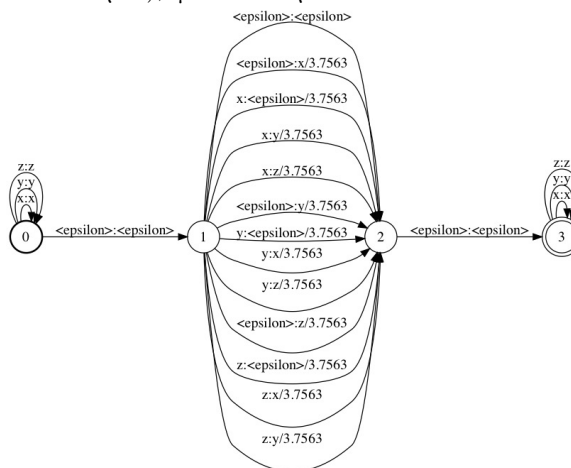 <epsilon>:<epsilon>
<epsilon>:x/3.7563
x:<epsilon>/3.7563
x:y/3.7563
x:z/3.7563
z:z
y:y
x:x
0
<epsilon>:<epsilon>
1
<epsilon>:y/3.7563
y:<epsilon>/3.7563
y:x/3.7563
y:z/3.7563
<epsilon>:z/3.7563
z:<epsilon>/3.7563
z:x/3.7563
z:y/3.7563
2
<epsilon>:<epsilon>
z:z
y:y
x:x
3